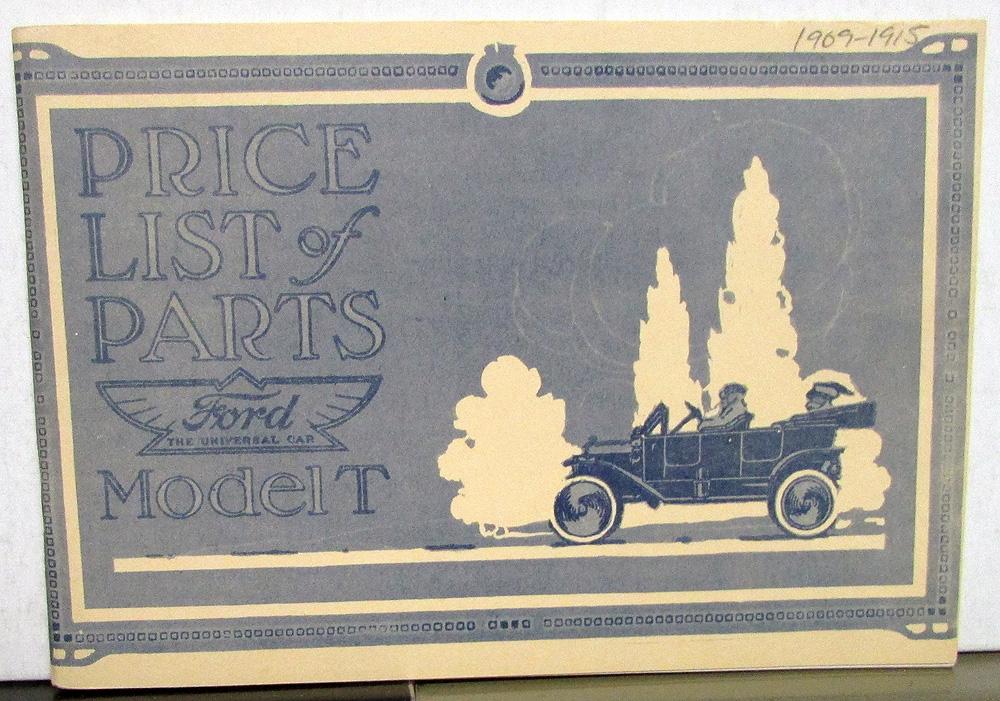 1909-1915
PRICE
LIST of
PARTS
Ford
THE UNIVERSAL CAR
Model T